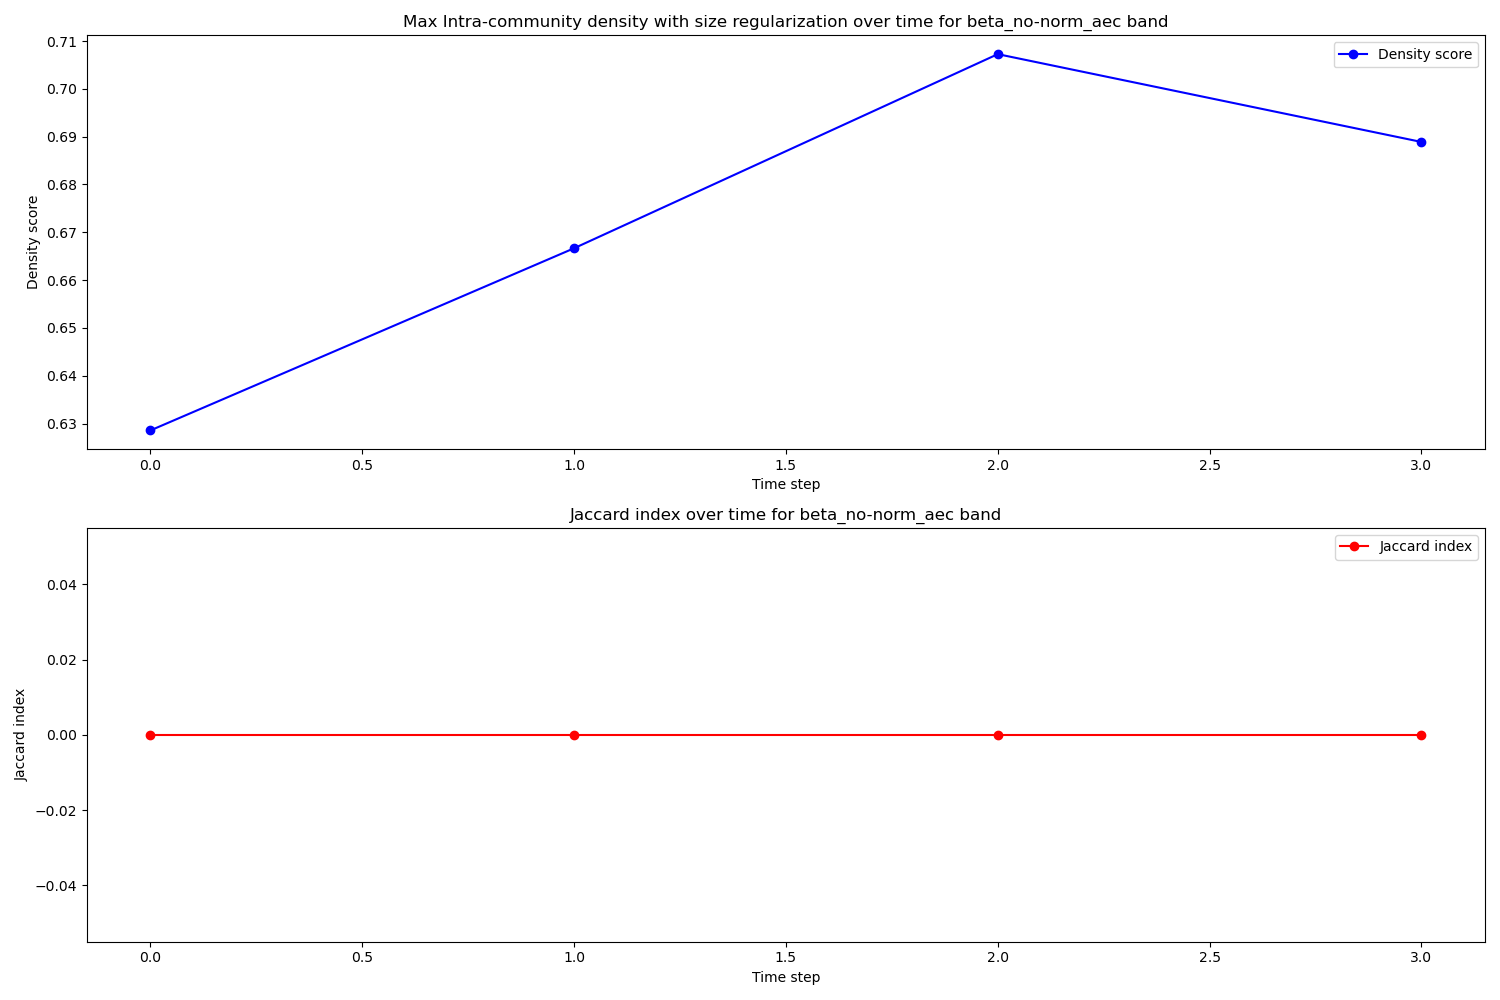 Max Intra-community density with size regularization over time for beta_no-norm_aec band
Density score
0.71
0.70
0.69
0.68
0.67
0.66
0.65
0.64
0.63
Density score
0.0 0.5 1.0 1.5 2.0 2.5 3.0
Time step
Jaccard index over time for beta_no-norm_aec band
Jaccard index
0.04
0.02
0.00
−0.02
−0.04
Jaccard index
0.0 0.5 1.0 1.5 2.0 2.5 3.0
Time step